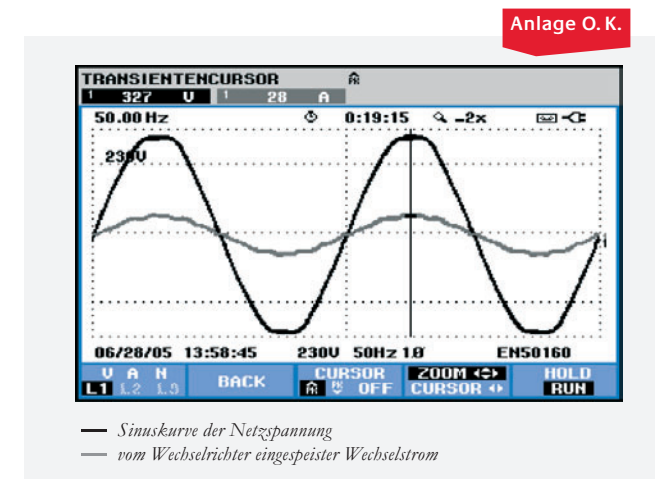 Anlage O. K.
TRANSIENTENCURSOR
1 327 V 1 28 A
50.00 Hz 0:19:15 -2x
230V
06/28/05 13:58:45 230V 50Hz 1Ø EN50160
V A N CURSOR ZOOM HOLD
L1 L2 L3 BACK OFF CURSOR RUN
Sinuskurve der Netzspannung
vom Wechselrichter eingespeister Wechselstrom